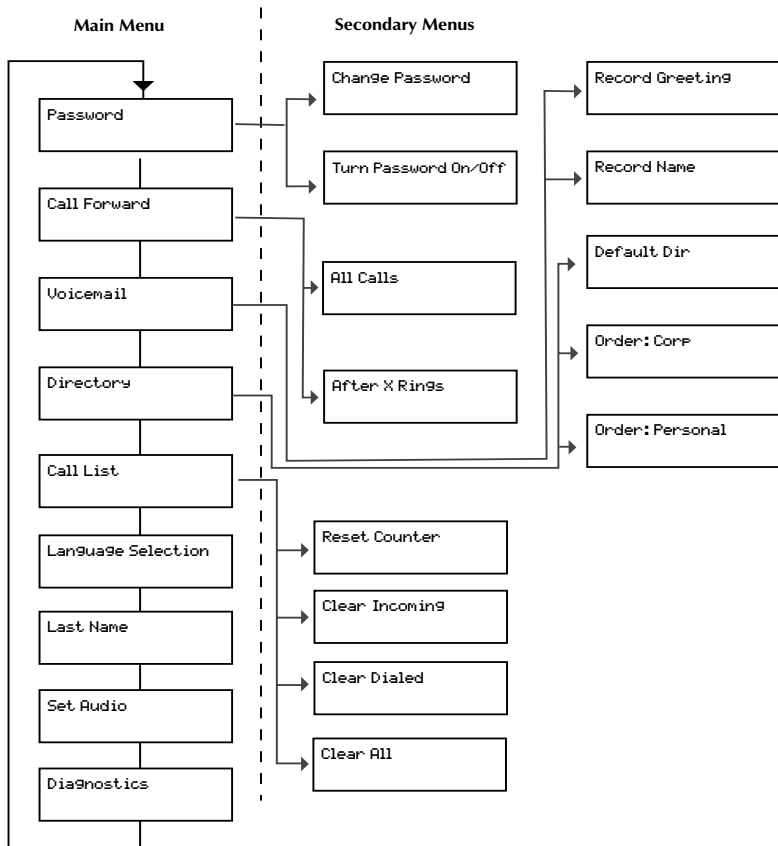 Main Menu
Secondary Menus
Password
Call Forward
Voicemail
Directory
Call List
Language Selection
Last Name
Set Audio
Diagnostics
Change Password
Turn Password On/Off
All Calls
After X Rings
Reset Counter
Clear Incoming
Clear Dialed
Clear All
Record Greeting
Record Name
Default Dir
Order:Corp
Order:Personal